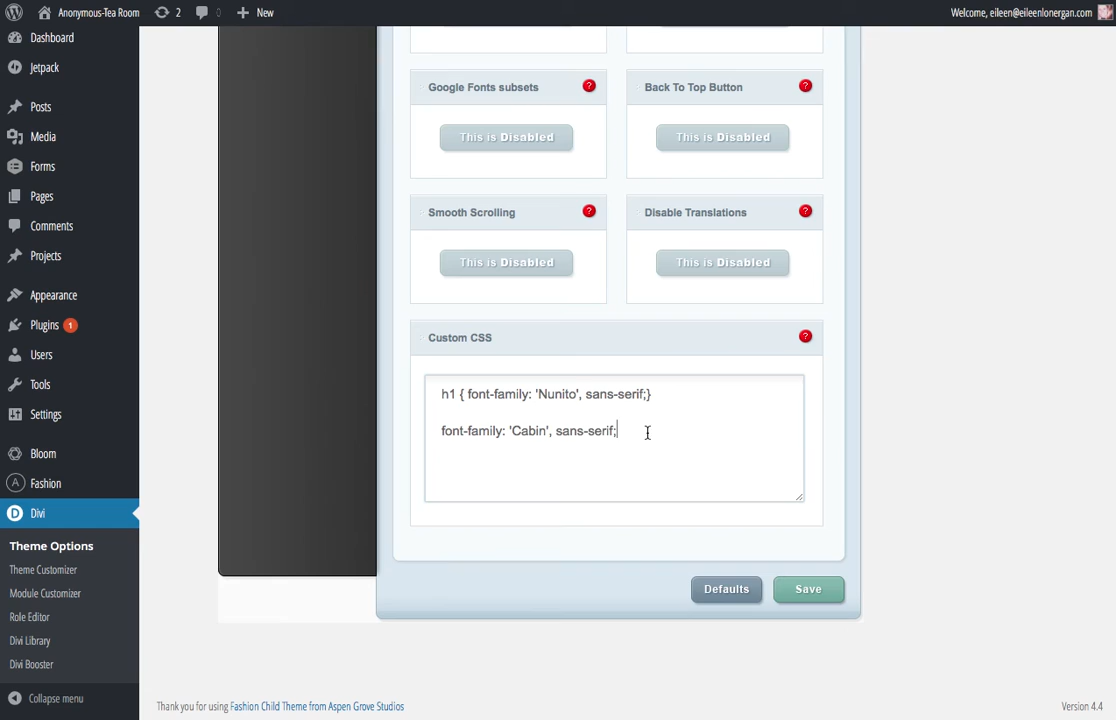 Anonymous-Tea Room
2
0
New
Welcome, eileen@eileenlonergan.com
Dashboard
Jetpack
Posts
Media
Forms
Pages
Comments
Projects
Appearance
Plugins 1
Users
Tools
Settings
Bloom
Fashion
Divi
Theme Options
Theme Customizer
Module Customizer
Role Editor
Divi Library
Divi Booster
Collapse menu
Google Fonts subsets ?
Back To Top Button ?
This is Disabled
This is Disabled
Smooth Scrolling ?
Disable Translations ?
This is Disabled
This is Disabled
Custom CSS ?
h1 { font-family: 'Nunito', sans-serif;}
font-family: 'Cabin', sans-serif;
Defaults
Save
Thank you for using Fashion Child Theme from Aspen Grove Studios
Version 4.4